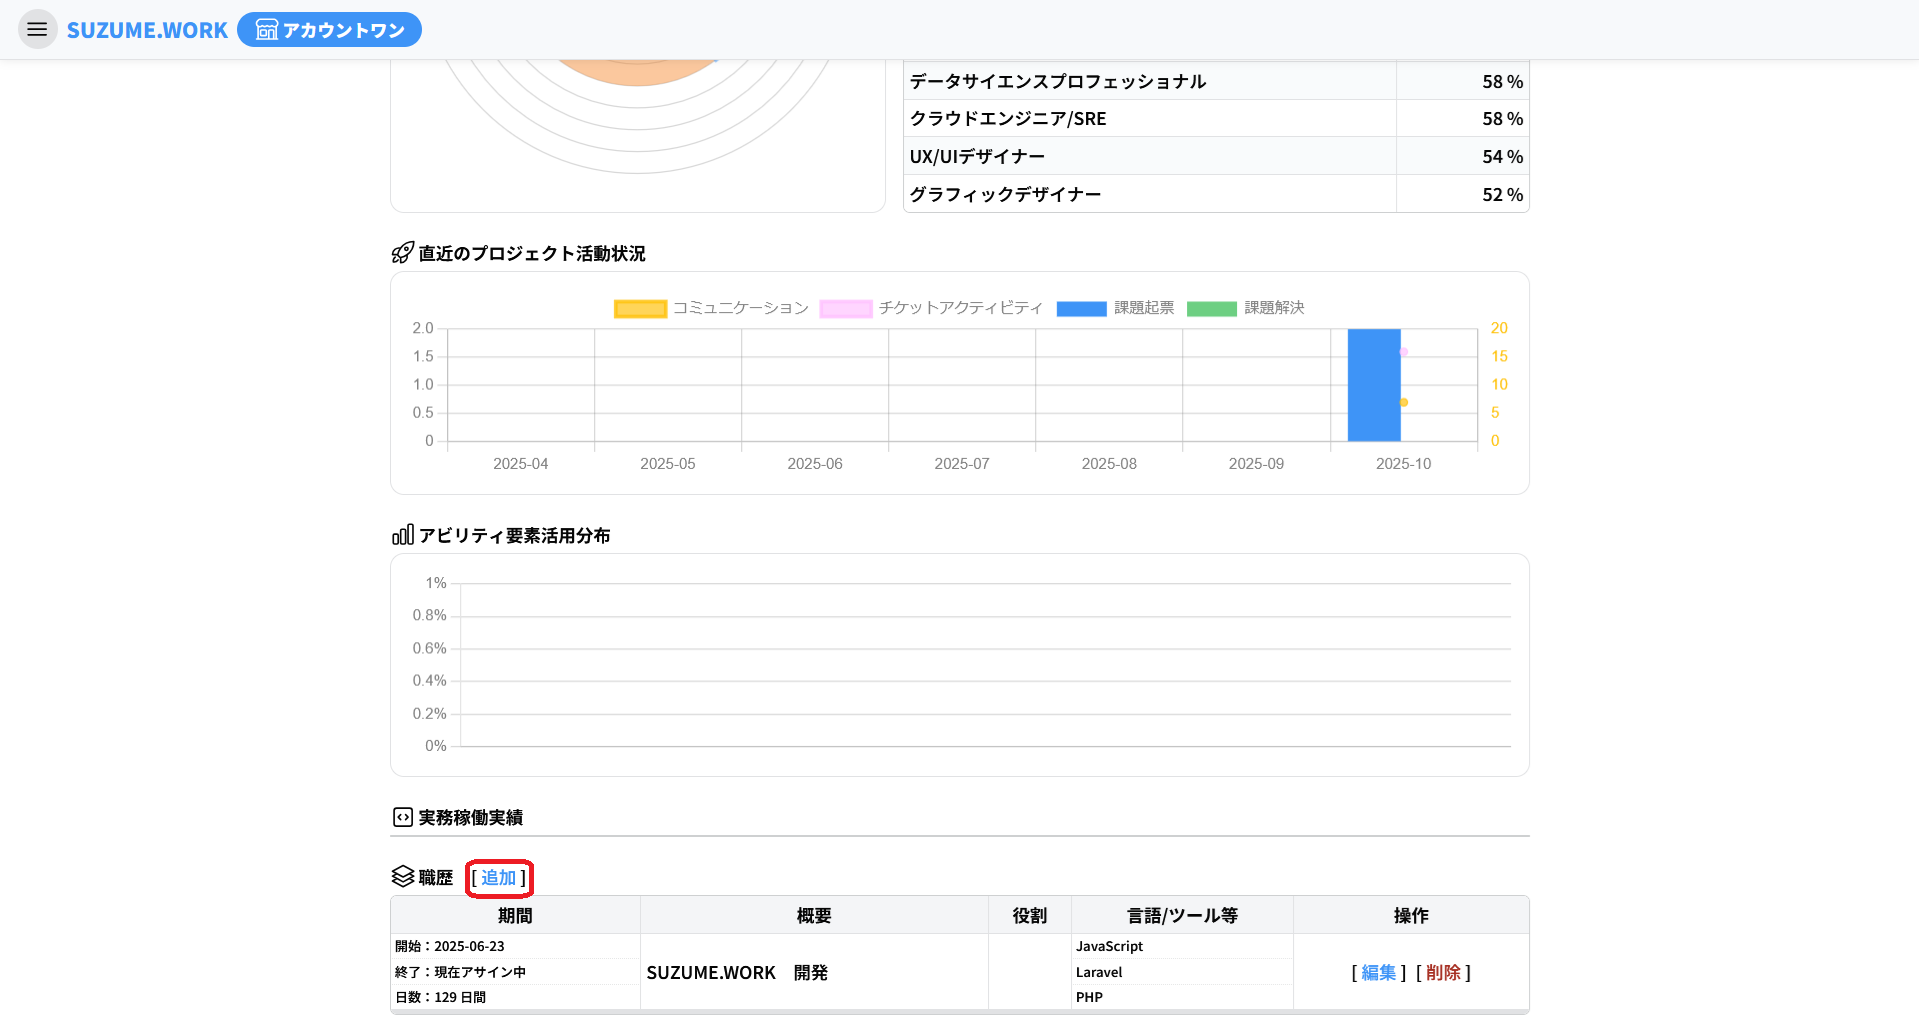 SUZUME.WORK アカウントワン
データサイエンスプロフェッショナル 58 %
クラウドエンジニア/SRE 58 %
UX/UIデザイナー 54 %
グラフィックデザイナー 52 %
直近のプロジェクト活動状況
コミュニケーション チケットアクティビティ 課題起票 課題解決
2.0 20
1.5 15
1.0 10
0.5 5
0 0
2025-04 2025-05 2025-06 2025-07 2025-08 2025-09 2025-10
アビリティ要素活用分布
1%
0.8%
0.6%
0.4%
0.2%
0%
実務稼働実績
職歴 [ 追加 ]
期間 概要 役割 言語/ツール等 操作
開始：2025-06-23 JavaScript
終了：現在アサイン中 SUZUME.WORK 開発 Laravel [ 編集 ] [ 削除 ]
日数：129 日間 PHP